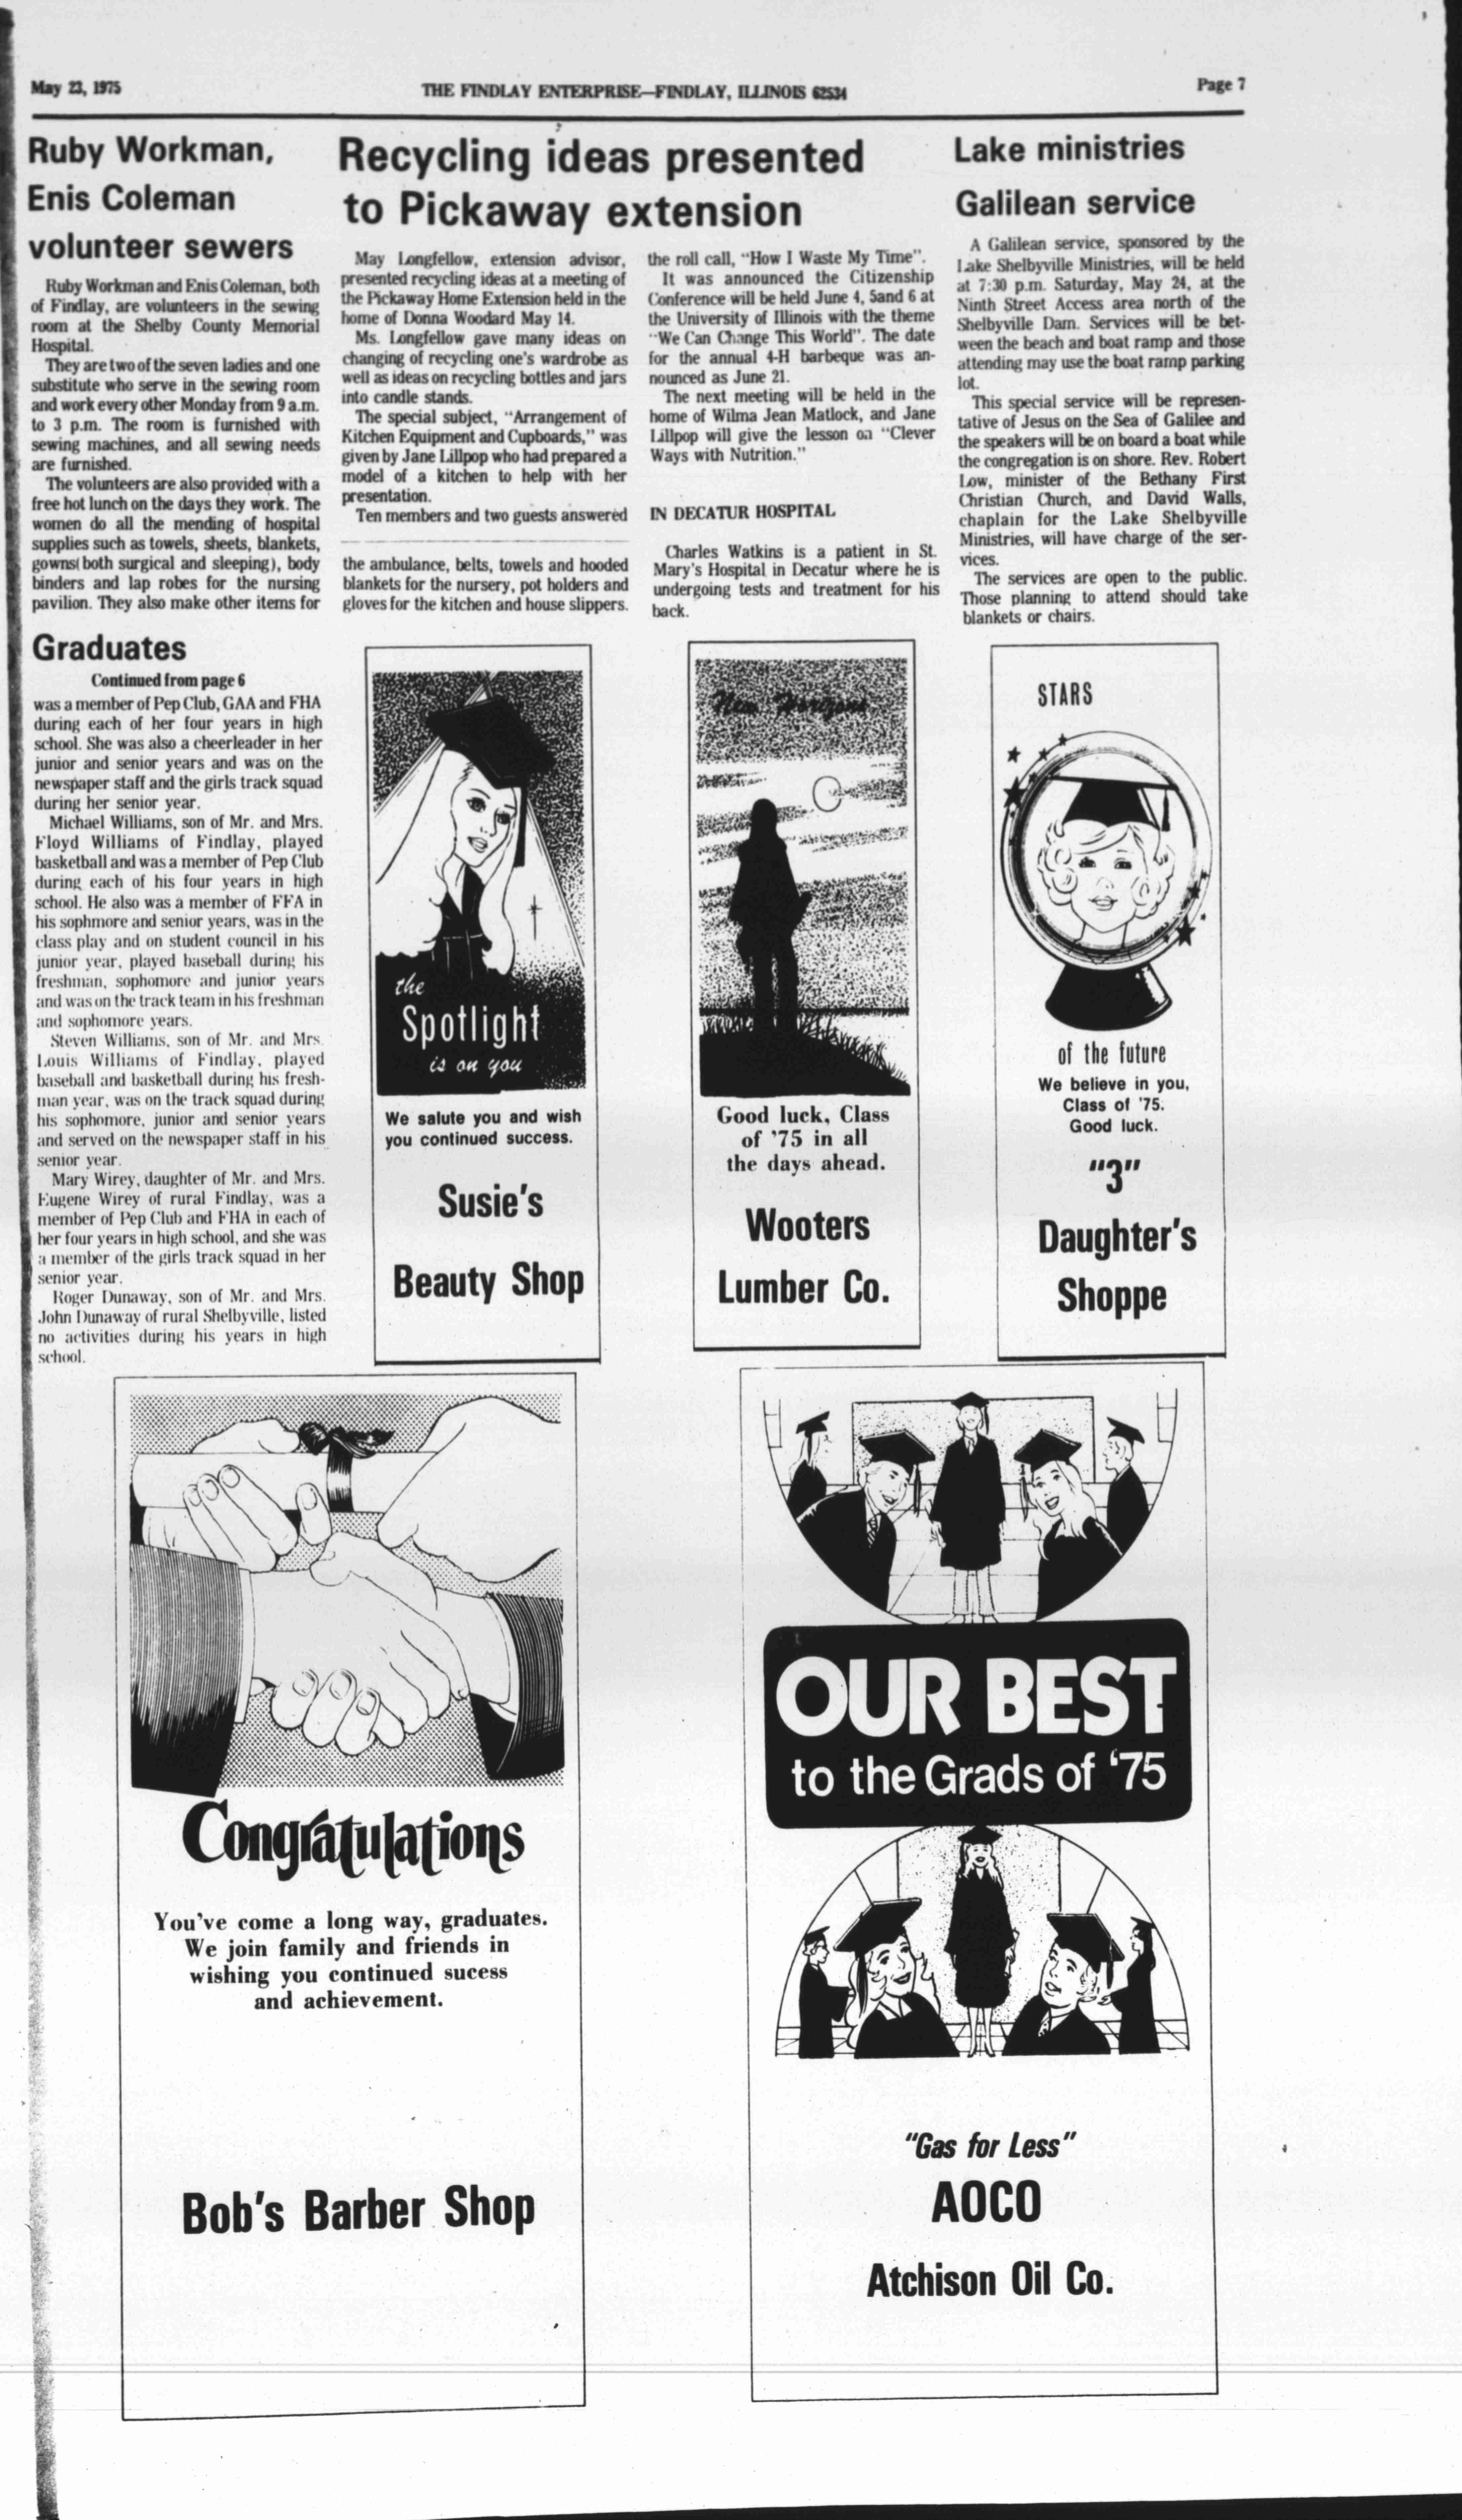 May 23, 1975
THE FINDLAY ENTERPRISE—FINDLAY, ILLINOIS 62534
Page 7
Ruby Workman,
Enis Coleman
volunteer sewers
Ruby Workman and Enis Coleman, both
of Findlay, are volunteers in the sewing
room at the Shelby County Memorial
Hospital.
They are two of the seven ladies and one
substitute who serve in the sewing room
and work every other Monday from 9 a.m.
to 3 p.m. The room is furnished with
sewing machines, and all sewing needs
are furnished.
The volunteers are also provided with a
free hot lunch on the days they work. The
women do all the mending of hospital
supplies such as towels, sheets, blankets,
gowns(both surgical and sleeping), body
binders and lap robes for the nursing
pavilion. They also make other items for
the ambulance, belts, towels and hooded
blankets for the nursery, pot holders and
gloves for the kitchen and house slippers.
Recycling ideas presented
to Pickaway extension
May Longfellow, extension advisor,
presented recycling ideas at a meeting of
the Pickaway Home Extension held in the
home of Donna Woodard May 14.
Ms. Longfellow gave many ideas on
changing of recycling one's wardrobe as
well as ideas on recycling bottles and jars
into candle stands.
The special subject, "Arrangement of
Kitchen Equipment and Cupboards," was
given by Jane Lillpop who had prepared a
model of a kitchen to help with her
presentation.
Ten members and two guests answered
the roll call, "How I Waste My Time".
It was announced the Citizenship
Conference will be held June 4, 5and 6 at
the University of Illinois with the theme
"We Can Change This World". The date
for the annual 4-H barbeque was an-
nounced as June 21.
The next meeting will be held in the
home of Wilma Jean Matlock, and Jane
Lillpop will give the lesson on "Clever
Ways with Nutrition."
IN DECATUR HOSPITAL
Charles Watkins is a patient in St.
Mary's Hospital in Decatur where he is
undergoing tests and treatment for his
back.
Lake ministries
Galilean service
A Galilean service, sponsored by the
Lake Shelbyville Ministries, will be held
at 7:30 p.m. Saturday, May 24, at the
Ninth Street Access area north of the
Shelbyville Dam. Services will be bet-
ween the beach and boat ramp and those
attending may use the boat ramp parking
lot.
This special service will be represen-
tative of Jesus on the Sea of Galilee and
the speakers will be on board a boat while
the congregation is on shore. Rev. Robert
Low, minister of the Bethany First
Christian Church, and David Walls,
chaplain for the Lake Shelbyville
Ministries, will have charge of the ser-
vices.
The services are open to the public.
Those planning to attend should take
blankets or chairs.
Graduates
Continued from page 6
was a member of Pep Club, GAA and FHA
during each of her four years in high
school. She was also a cheerleader in her
junior and senior years and was on the
newspaper staff and the girls track squad
during her senior year.
Michael Williams, son of Mr. and Mrs.
Floyd Williams of Findlay, played
basketball and was a member of Pep Club
during each of his four years in high
school. He also was a member of FFA in
his sophmore and senior years, was in the
class play and on student council in his
junior year, played baseball during his
freshman, sophomore and junior years
and was on the track team in his freshman
and sophomore years.
Steven Williams, son of Mr. and Mrs.
Louis Williams of Findlay, played
baseball and basketball during his fresh-
man year, was on the track squad during
his sophomore, junior and senior years
and served on the newspaper staff in his
senior year.
Mary Wirey, daughter of Mr. and Mrs.
Eugene Wirey of rural Findlay, was a
member of Pep Club and FHA in each of
her four years in high school, and she was
a member of the girls track squad in her
senior year.
Roger Dunaway, son of Mr. and Mrs.
John Dunaway of rural Shelbyville, listed
no activities during his years in high
school.
the
Spotlight
is on you
We salute you and wish
you continued success.
Susie's
Beauty Shop
New Horizons
Good luck, Class
of '75 in all
the days ahead.
Wooters
Lumber Co.
STARS
of the future
We believe in you,
Class of '75.
Good luck.
"3"
Daughter's
Shoppe
Congratulations
You've come a long way, graduates.
We join family and friends in
wishing you continued sucess
and achievement.
Bob's Barber Shop
OUR BEST
to the Grads of '75
"Gas for Less"
AOCO
Atchison Oil Co.